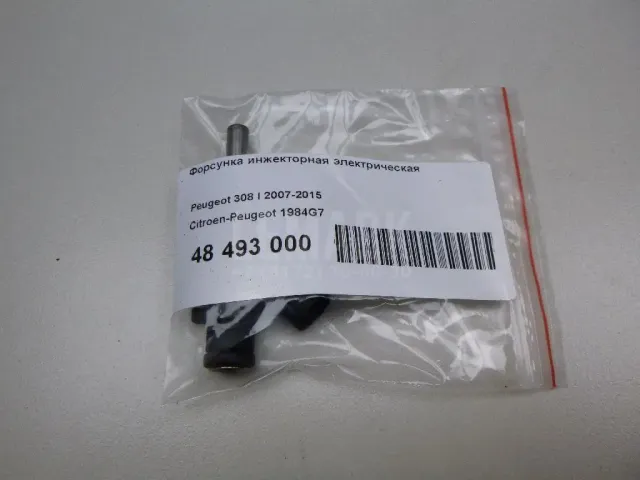 Форсунка инжекторная электрическая
Peugeot 308 I 2007-2015
Citroen-Peugeot 1984G7
48 493 000